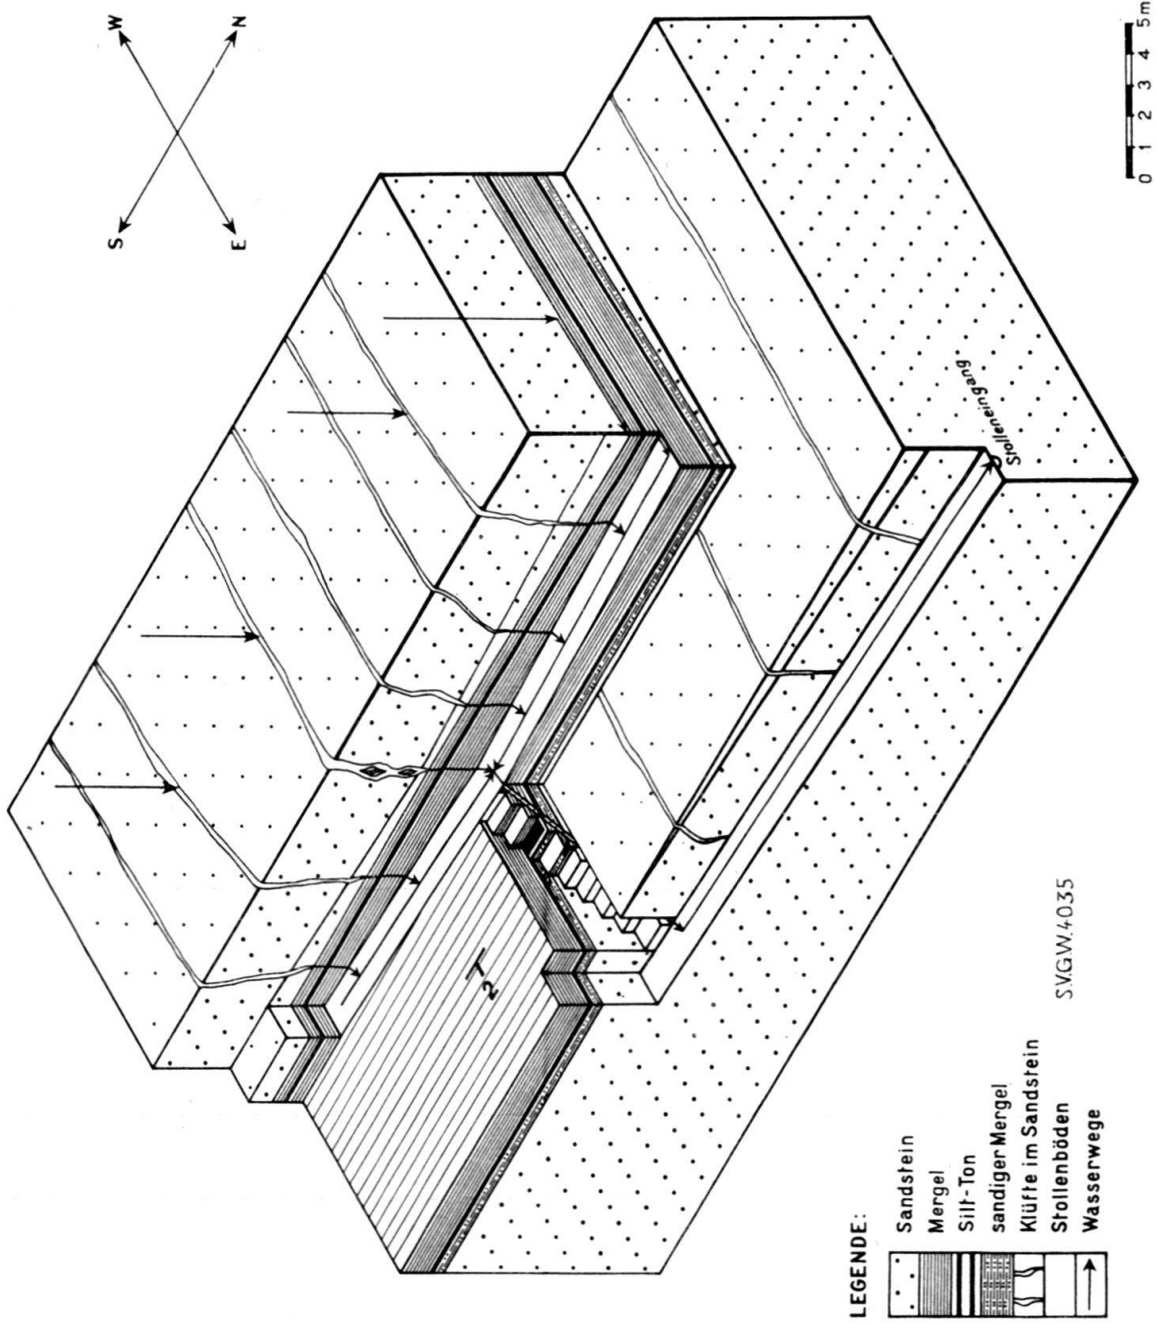 W
N
S
E
0 1 2 3 4 5m
Stolleneingang
T2
S.V.G.W. 4035
LEGENDE:
Sandstein
Mergel
Silt-Ton
sandiger Mergel
Klüfte im Sandstein
Stollenböden
Wasserwege